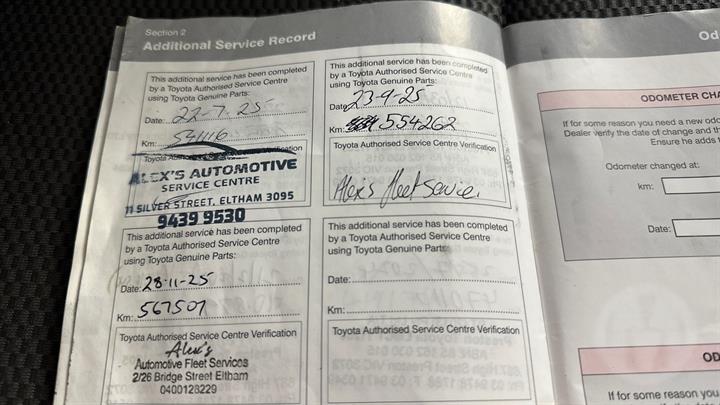 Section 2
Additional Service Record
This additional service has been completed
by a Toyota Authorised Service Centre
using Toyota Genuine Parts:
Date: 22-7-25
Km: 541116
Toyota
ALEX'S AUTOMOTIVE
SERVICE CENTRE
11 SILVER STREET, ELTHAM 3095
9439 9530
This additional service has been completed
by a Toyota Authorised Service Centre
using Toyota Genuine Parts:
Date: 23-9-25
Km: 554262
Toyota Authorised Service Centre Verification
Alex's fleet Service.
This additional service has been completed
by a Toyota Authorised Service Centre
using Toyota Genuine Parts:
Date: 28-11-25
Km: 567507
Toyota Authorised Service Centre Verification
Alex's
Automotive Fleet Services
2/26 Bridge Street Eltham
0400128229
This additional service has been completed
by a Toyota Authorised Service Centre
using Toyota Genuine Parts:
Date:
Km:
Toyota Authorised Service Centre Verification
Od
ODOMETER CHA
If for some reason you need a new odo
Dealer verify the date of change and th
Ensure he adds t
Odometer changed at:
km:
Date:
OD
If for some reason you